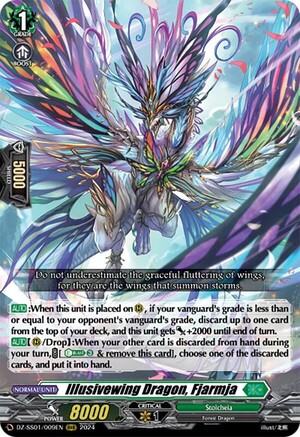 1
GRADE
BOOST
SHIELD
5000
Do not underestimate the graceful fluttering of wings,
for they are the wings that summon storms.
AUTO :When this unit is placed on , if your vanguard's grade is less than
or equal to your opponent's vanguard's grade, discard up to one card
from the top of your deck, and this unit gets +2000 until end of turn.
AUTO [ /Drop]:When your other card is discarded from hand during
your turn, [ & remove this card], choose one of the discarded
cards, and put it into hand.
NORMAL UNIT
Illusivewing Dragon, Fjarmja
POWER
8000
CRITICAL
1
Stoicheia
Forest Dragon
DZ-SS01/009EN RRR 2024
illust/